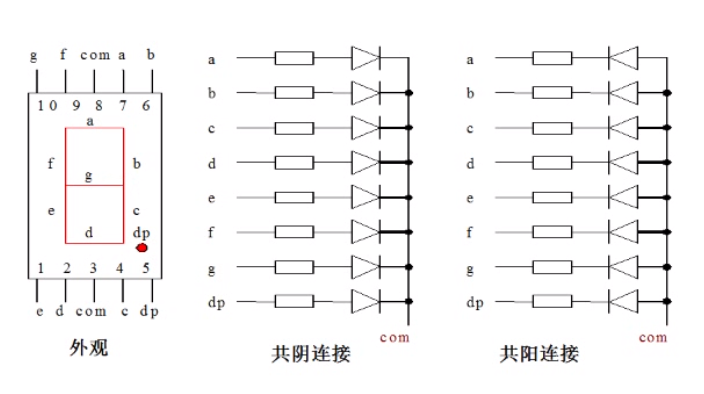 g f com a b
10 9 8 7 6
a
f b
g
e c
d dp
1 2 3 4 5
e d com c dp
外观
a
b
c
d
e
f
g
dp
com
共阴连接
a
b
c
d
e
f
g
dp
com
共阳连接